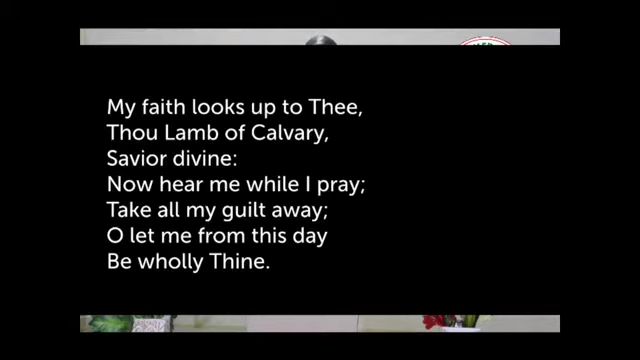 My faith looks up to Thee,
Thou Lamb of Calvary,
Savior divine:
Now hear me while I pray;
Take all my guilt away;
O let me from this day
Be wholly Thine.